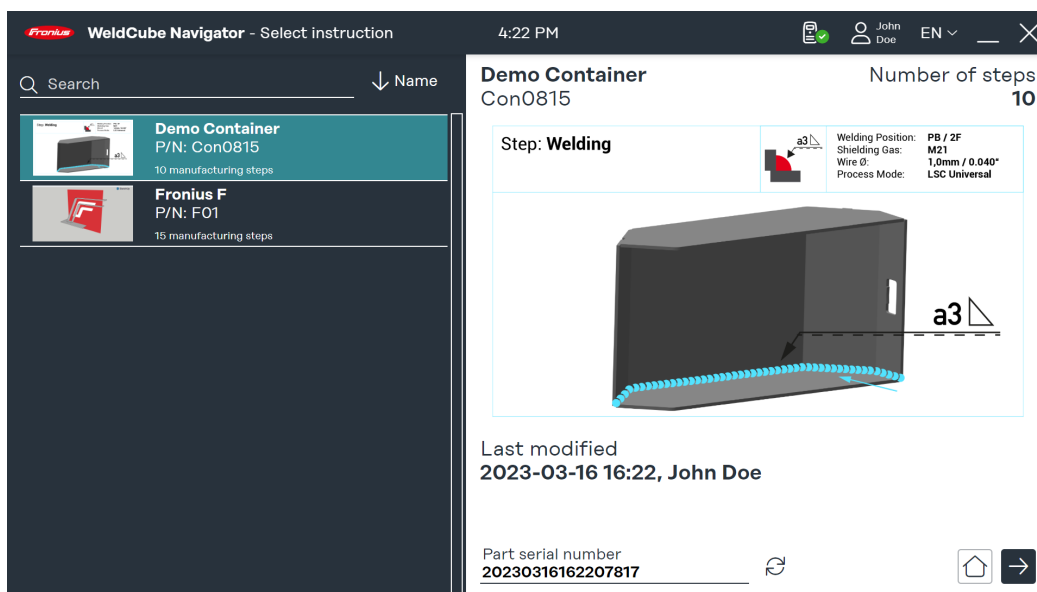 Fronius WeldCube Navigator - Select instruction
4:22 PM
John
Doe
EN
Search
Name
Demo Container
P/N: Con0815
10 manufacturing steps
Fronius F
P/N: F01
15 manufacturing steps
Demo Container
Con0815
Number of steps
10
Step: Welding
a3
Welding Position: PB / 2F
Shielding Gas: M21
Wire Ø: 1,0mm / 0.040"
Process Mode: LSC Universal
a3
Last modified
2023-03-16 16:22, John Doe
Part serial number
20230316162207817